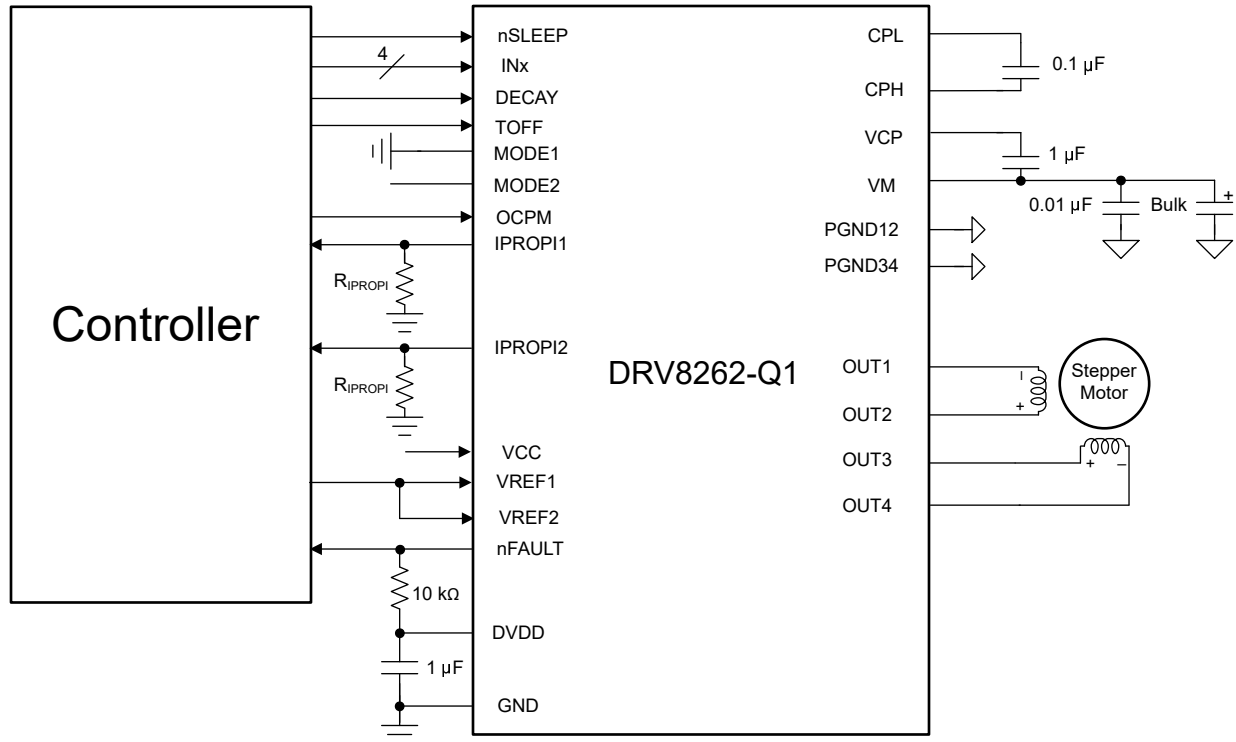 Controller
4
nSLEEP
INx
DECAY
TOFF
MODE1
MODE2
OCPM
IPROPI1
RIPROPI
IPROPI2
RIPROPI
VCC
VREF1
VREF2
nFAULT
10 kΩ
DVDD
1 µF
GND
DRV8262-Q1
CPL
0.1 µF
CPH
VCP
1 µF
VM
0.01 µF
Bulk
+
PGND12
PGND34
OUT1
–
Stepper
Motor
OUT2
+
OUT3
+ –
OUT4